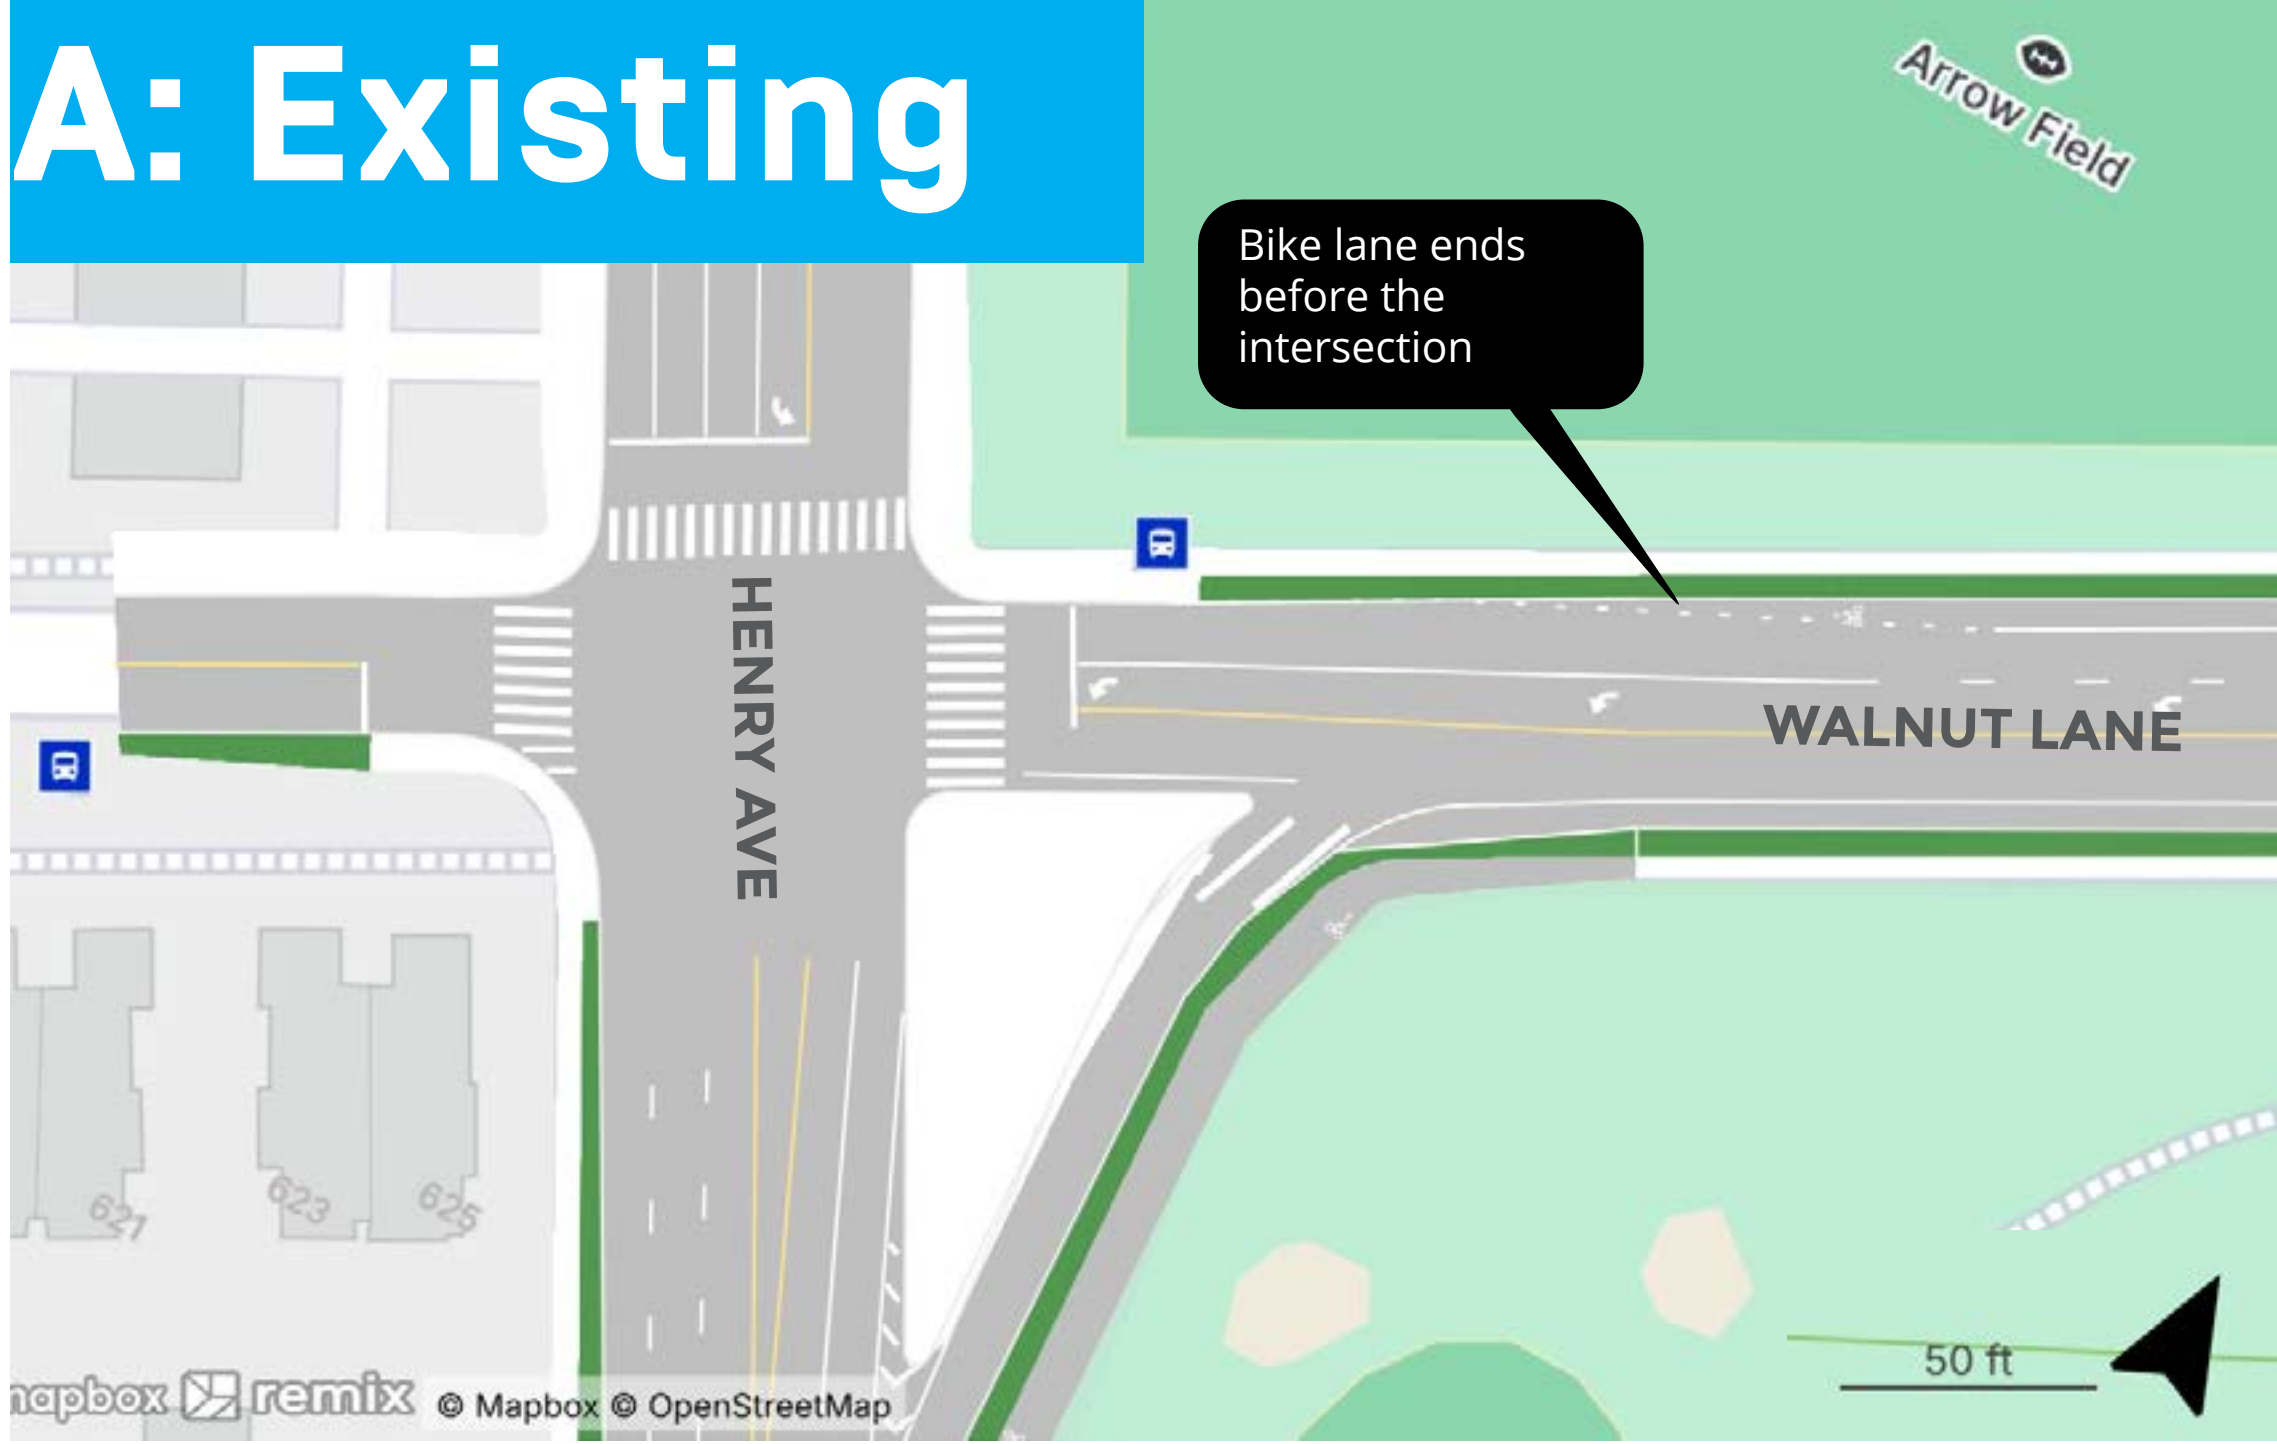 A: Existing
Arrow Field
Bike lane ends
before the
intersection
HENRY AVE
WALNUT LANE
621
623
625
50 ft
mapbox remix © Mapbox © OpenStreetMap